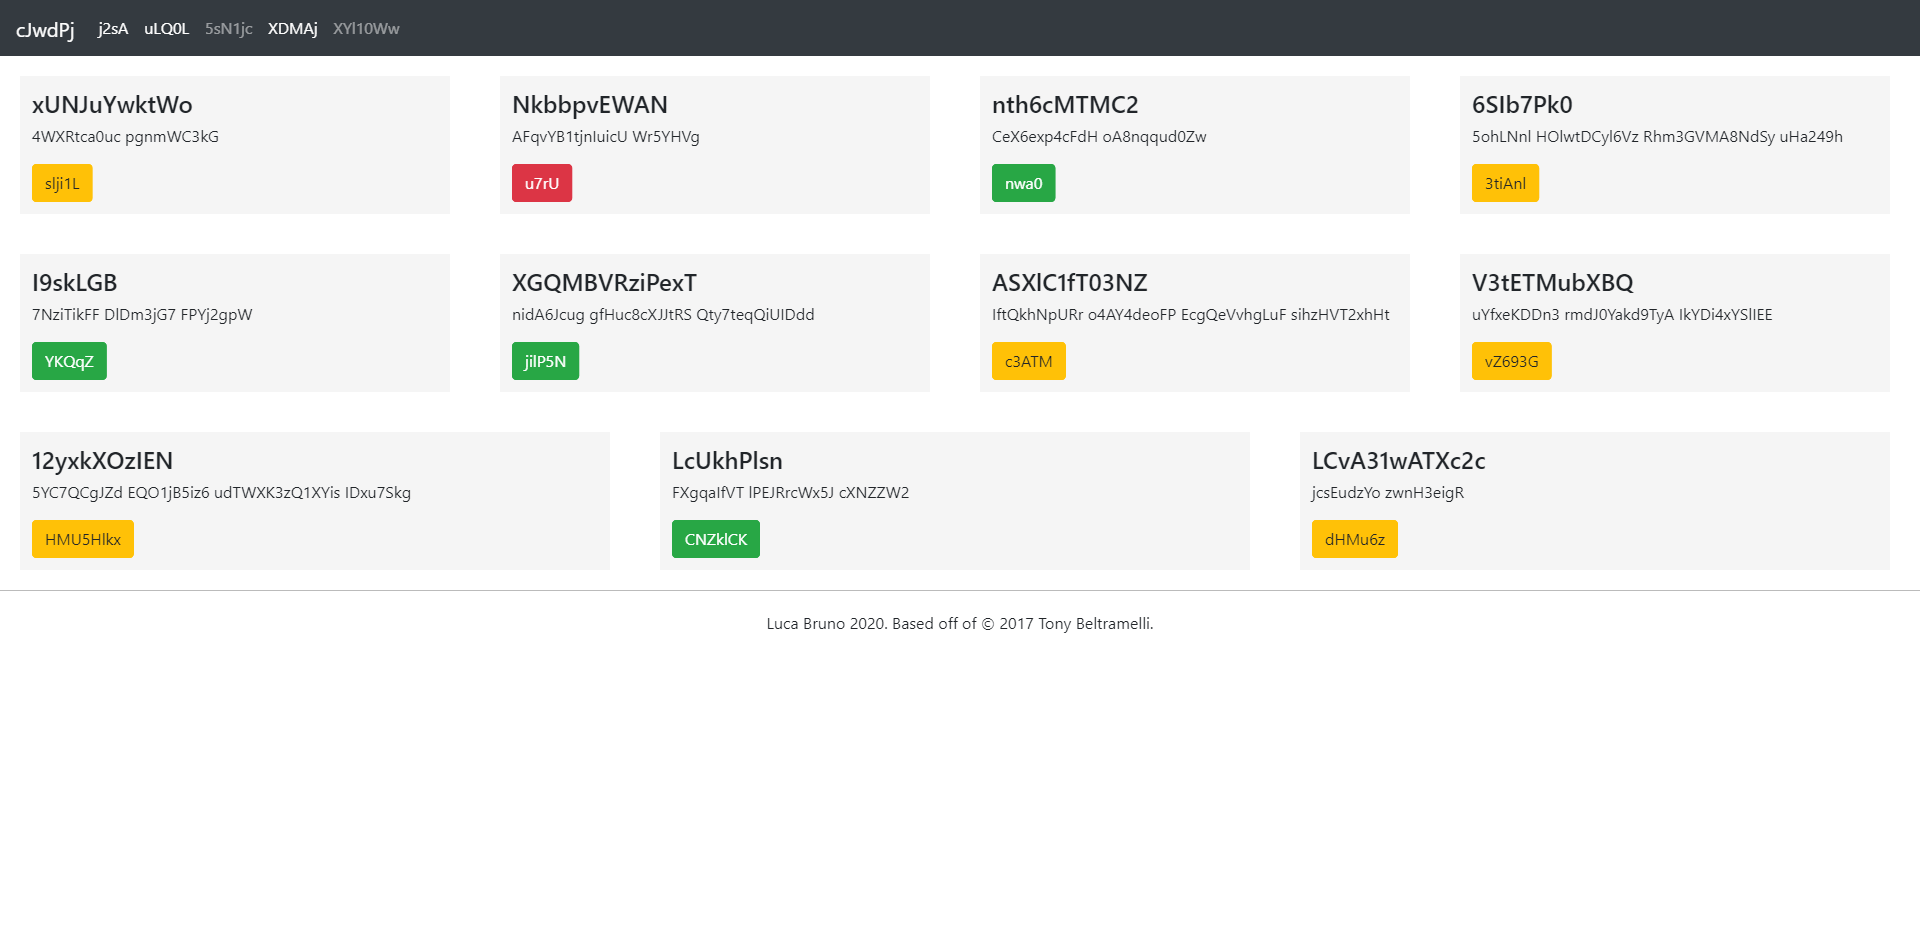 cJwdPj j2sA uLQ0L 5sN1jc XDMAj XYl10Ww
xUNJuYwktWo
4WXRtca0uc pgnmWC3kG
slji1L
NkbbpvEWAN
AFqvYB1tjnIuicU Wr5YHVg
u7rU
nth6cMTMC2
CeX6exp4cFdH oA8nqqud0Zw
nwa0
6SIb7Pk0
5ohLNnl HOlwtDCyl6Vz Rhm3GVMA8NdSy uHa249h
3tiAnl
I9skLGB
7NziTikFF DlDm3jG7 FPYj2gpW
YKQqZ
XGQMBVRziPexT
nidA6Jcug gfHuc8cXJJtRS Qty7teqQiUIDdd
jilP5N
ASXlC1fT03NZ
IftQkhNpURr o4AY4deoFP EcgQeVvhgLuF sihzHVT2xhHt
c3ATM
V3tETMubXBQ
uYfxeKDDn3 rmdJ0Yakd9TyA IkYDi4xYSlIEE
vZ693G
12yxkXOzIEN
5YC7QCgJZd EQO1jB5iz6 udTWXK3zQ1XYis IDxu7Skg
HMU5Hlkx
LcUkhPlsn
FXgqaIfVT lPEJRrcWx5J cXNZZW2
CNZklCK
LCvA31wATXc2c
jcsEudzYo zwnH3eigR
dHMu6z
Luca Bruno 2020. Based off of © 2017 Tony Beltramelli.